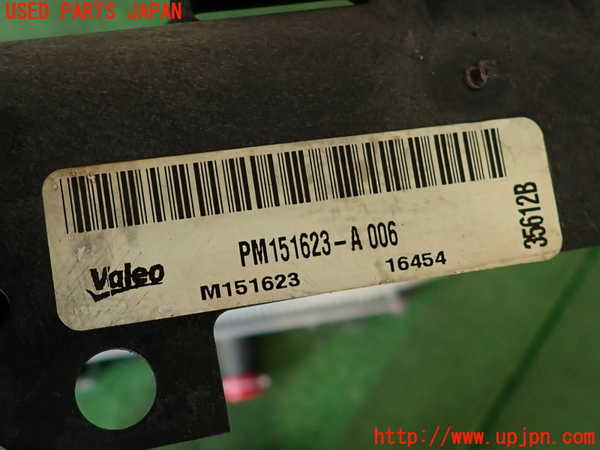 USED PARTS JAPAN
PM151623-A 006
35612B
Valeo
M151623
16454
http://www.upjpn.com/